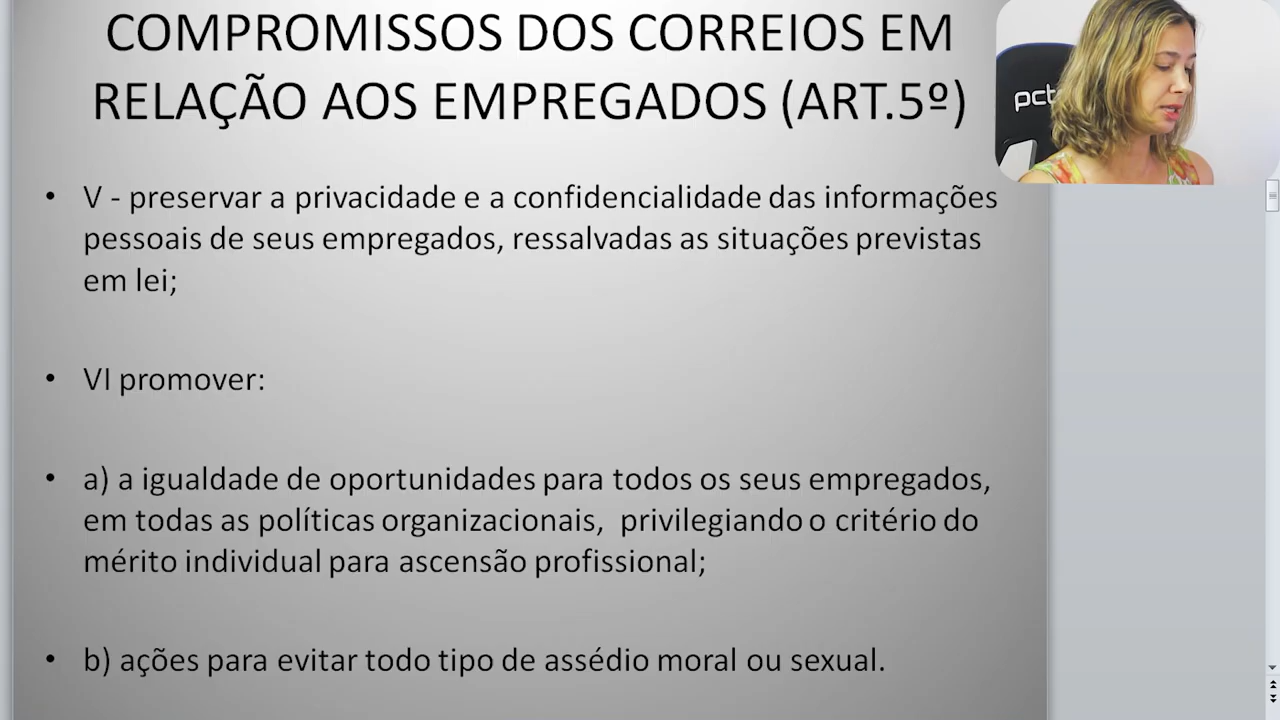 COMPROMISSOS DOS CORREIOS EM
RELAÇÃO AOS EMPREGADOS (ART.5º)
pct
• V - preservar a privacidade e a confidencialidade das informações
pessoais de seus empregados, ressalvadas as situações previstas
em lei;
• VI promover:
• a) a igualdade de oportunidades para todos os seus empregados,
em todas as políticas organizacionais, privilegiando o critério do
mérito individual para ascensão profissional;
• b) ações para evitar todo tipo de assédio moral ou sexual.